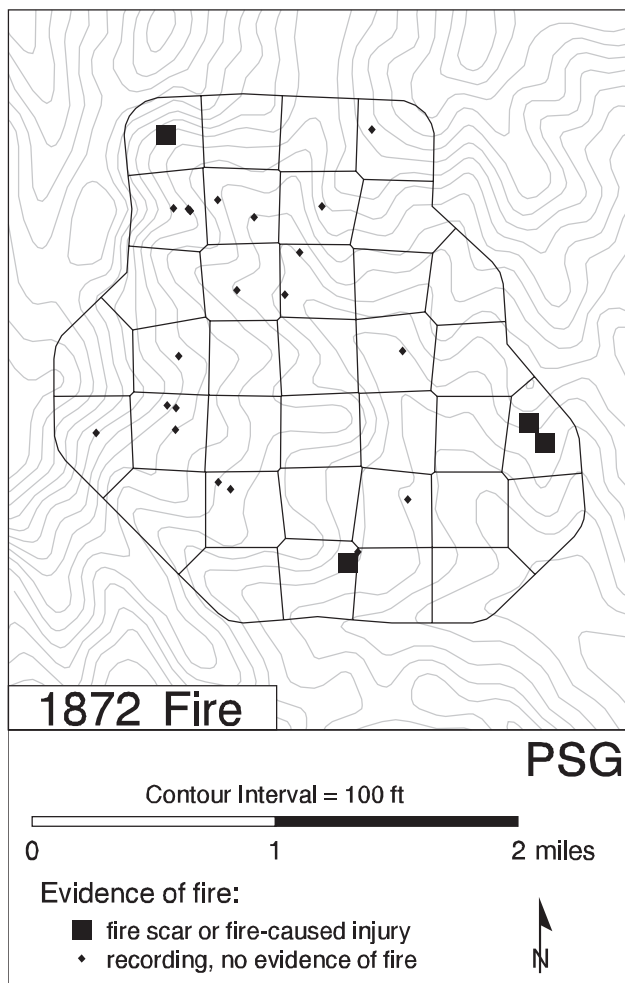 1872 Fire
PSG
Contour Interval = 100 ft
0 1 2 miles
Evidence of fire:
fire scar or fire-caused injury
recording, no evidence of fire
N